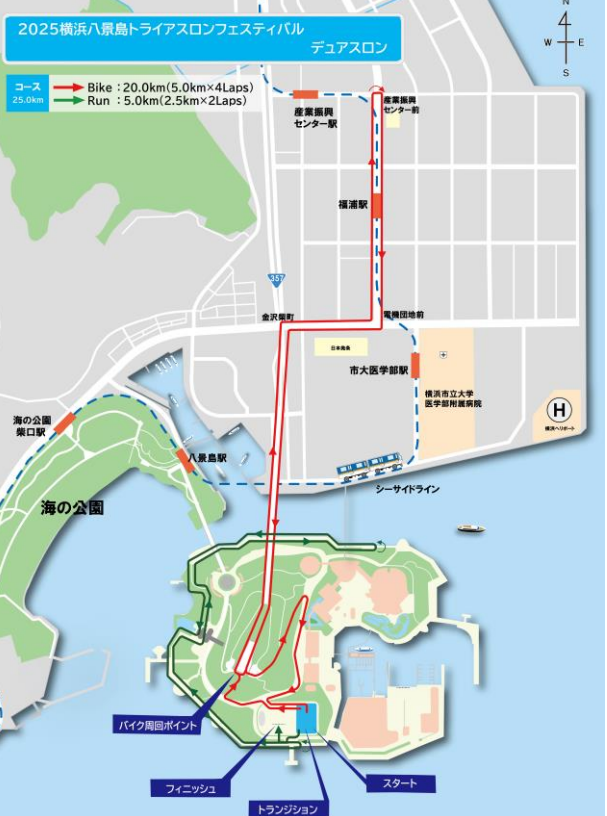 2025横浜八景島トライアスロンフェスティバル
デュアスロン
N
W
E
S
コース
25.0km
Bike：20.0km(5.0km×4Laps)
Run：5.0km(2.5km×2Laps)
産業振興
センター駅
産業振興
センター前
福浦駅
357
金沢柴町
電機団地前
市大医学部駅
横浜市立大学
医学部附属病院
H
横浜ヘリポート
海の公園
柴口駅
八景島駅
シーサイドライン
海の公園
バイク周回ポイント
フィニッシュ
スタート
トランジション